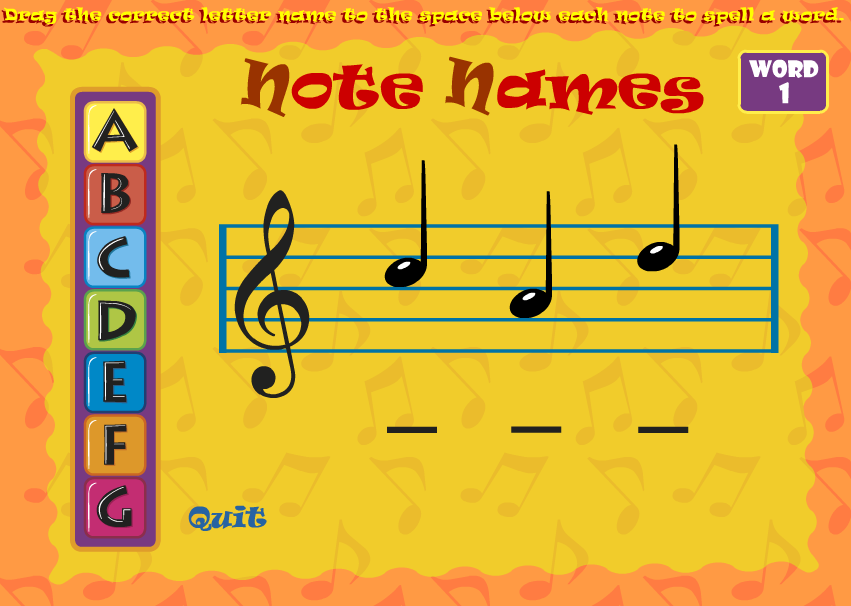 Drag the correct letter name to the space below each note to spell a word.
Note Names
WORD
1
A
B
C
D
E
F
G
Quit